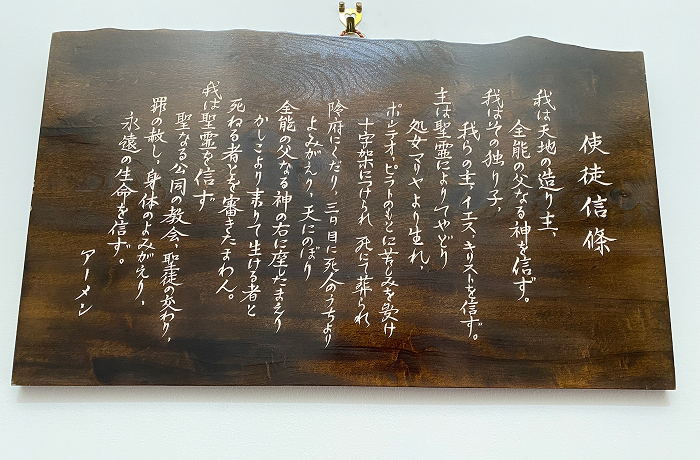 使徒信條
我は天地の造り主、
全能の父なる神を信ず。
我はその独り子、
我らの主、イエス、キリストを信ず。
主は聖霊によりてやどり
処女マリヤより生れ、
ポンテオ、ピラトのもとに苦しみを受け
十字架につけられ 死にて葬られ
陰府にくだり 三日目に死人のうちより
よみがえり、天にのぼり
全能の父なる神の右に座したまえり
かしこより来りて生ける者と
死ねる者とを審きたまわん。
我は聖霊を信ず
聖なる公同の教会、聖徒の交わり、
罪の赦し、身体のよみがえり、
永遠の生命を信ず。
アーメン